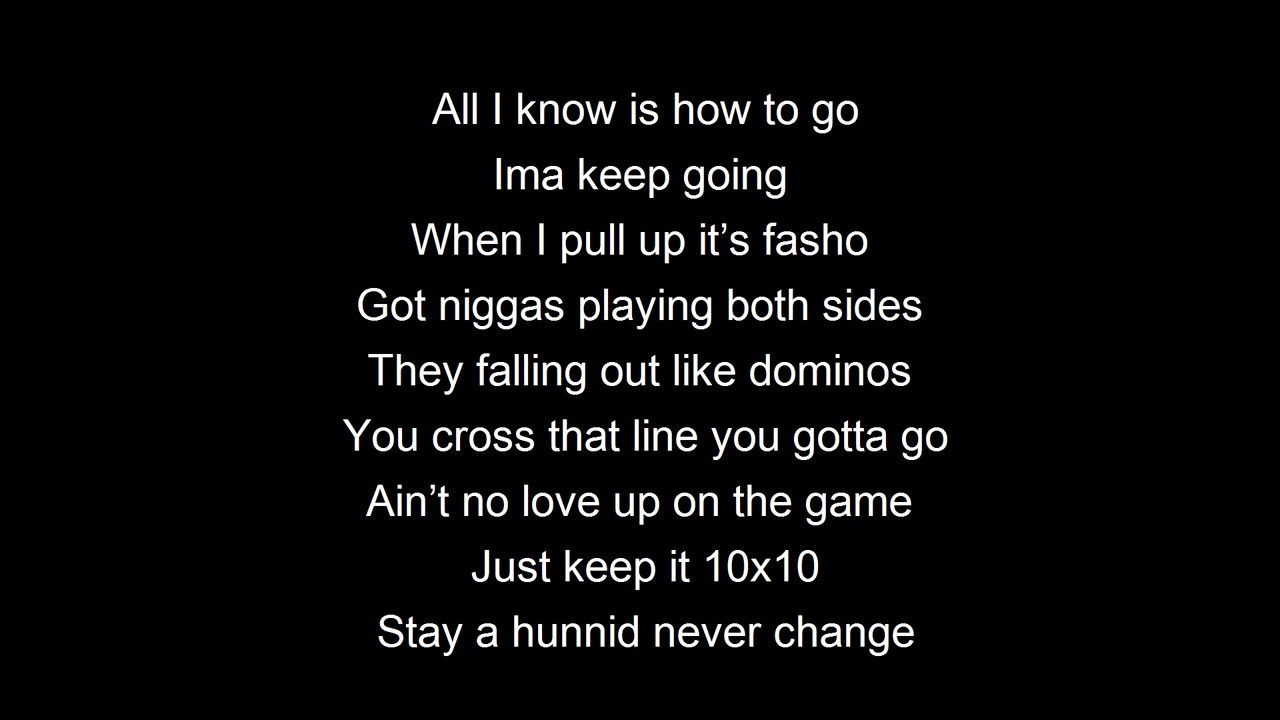 All I know is how to go
Ima keep going
When I pull up it’s fasho
Got niggas playing both sides
They falling out like dominos
You cross that line you gotta go
Ain’t no love up on the game
Just keep it 10x10
Stay a hunnid never change